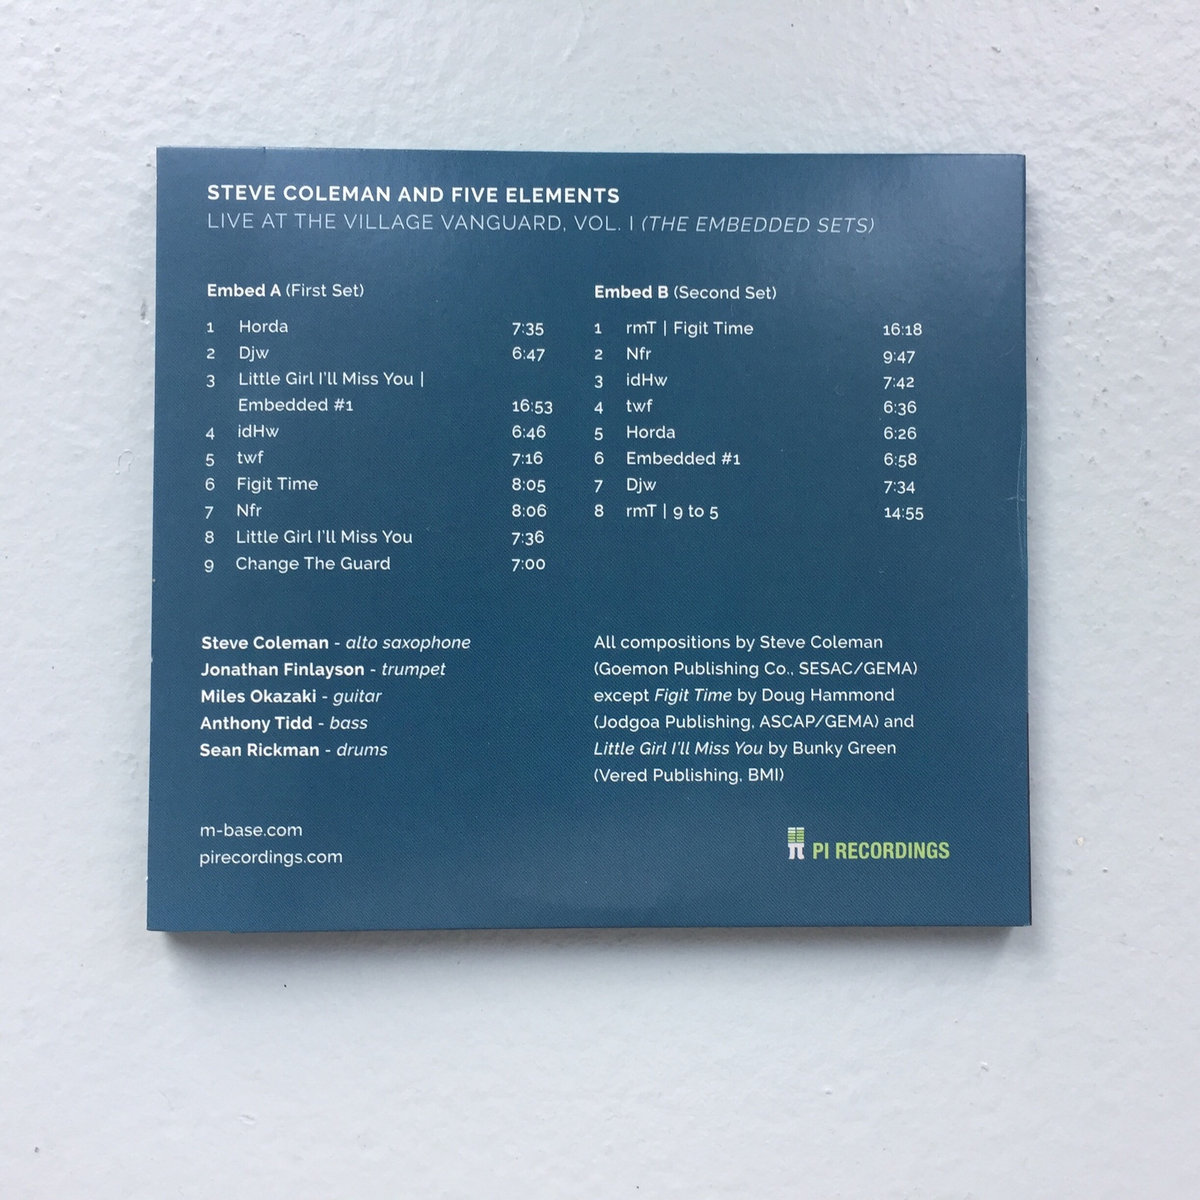 STEVE COLEMAN AND FIVE ELEMENTS
LIVE AT THE VILLAGE VANGUARD, VOL. I (THE EMBEDDED SETS)
Embed A (First Set)
1 Horda 7:35
2 Djw 6:47
3 Little Girl I'll Miss You |
Embedded #1 16:53
4 idHw 6:46
5 twf 7:16
6 Figit Time 8:05
7 Nfr 8:06
8 Little Girl I'll Miss You 7:36
9 Change The Guard 7:00
Embed B (Second Set)
1 rmT | Figit Time 16:18
2 Nfr 9:47
3 idHw 7:42
4 twf 6:36
5 Horda 6:26
6 Embedded #1 6:58
7 Djw 7:34
8 rmT | 9 to 5 14:55
Steve Coleman - alto saxophone
Jonathan Finlayson - trumpet
Miles Okazaki - guitar
Anthony Tidd - bass
Sean Rickman - drums
All compositions by Steve Coleman
(Goemon Publishing Co., SESAC/GEMA)
except Figit Time by Doug Hammond
(Jodgoa Publishing, ASCAP/GEMA) and
Little Girl I'll Miss You by Bunky Green
(Vered Publishing, BMI)
m-base.com
pirecordings.com
π PI RECORDINGS